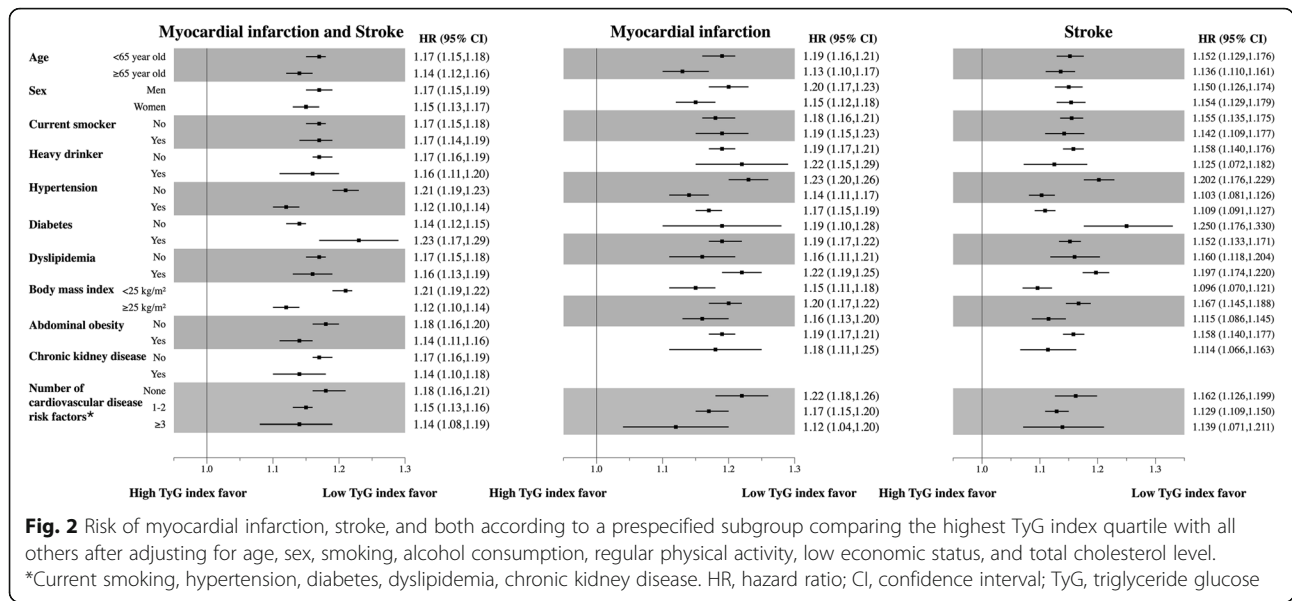 Myocardial infarction and Stroke
HR (95% CI)
Age
<65 year old
1.17 (1.15,1.18)
≥65 year old
1.14 (1.12,1.16)
Sex
Men
1.17 (1.15,1.19)
Women
1.15 (1.13,1.17)
Current smocker
No
1.17 (1.15,1.18)
Yes
1.17 (1.14,1.19)
Heavy drinker
No
1.17 (1.16,1.19)
Yes
1.16 (1.11,1.20)
Hypertension
No
1.21 (1.19,1.23)
Yes
1.12 (1.10,1.14)
Diabetes
No
1.14 (1.12,1.15)
Yes
1.23 (1.17,1.29)
Dyslipidemia
No
1.17 (1.15,1.18)
Yes
1.16 (1.13,1.19)
Body mass index
<25 kg/m²
1.21 (1.19,1.22)
≥25 kg/m²
1.12 (1.10,1.14)
Abdominal obesity
No
1.18 (1.16,1.20)
Yes
1.14 (1.11,1.16)
Chronic kidney disease
No
1.17 (1.16,1.19)
Yes
1.14 (1.10,1.18)
Number of
cardiovascular disease
risk factors*
None
1.18 (1.16,1.21)
1-2
1.15 (1.13,1.16)
≥3
1.14 (1.08,1.19)
1.0 1.1 1.2 1.3
High TyG index favor Low TyG index favor
Myocardial infarction
HR (95% CI)
1.19 (1.16,1.21)
1.13 (1.10,1.17)
1.20 (1.17,1.23)
1.15 (1.12,1.18)
1.18 (1.16,1.21)
1.19 (1.15,1.23)
1.19 (1.17,1.21)
1.22 (1.15,1.29)
1.23 (1.20,1.26)
1.14 (1.11,1.17)
1.17 (1.15,1.19)
1.19 (1.10,1.28)
1.19 (1.17,1.22)
1.16 (1.11,1.21)
1.22 (1.19,1.25)
1.15 (1.11,1.18)
1.20 (1.17,1.22)
1.16 (1.13,1.20)
1.19 (1.17,1.21)
1.18 (1.11,1.25)
1.22 (1.18,1.26)
1.17 (1.15,1.20)
1.12 (1.04,1.20)
1.0 1.1 1.2 1.3
High TyG index favor Low TyG index favor
Stroke
HR (95% CI)
1.152 (1.129,1.176)
1.136 (1.110,1.161)
1.150 (1.126,1.174)
1.154 (1.129,1.179)
1.155 (1.135,1.175)
1.142 (1.109,1.177)
1.158 (1.140,1.176)
1.125 (1.072,1.182)
1.202 (1.176,1.229)
1.103 (1.081,1.126)
1.109 (1.091,1.127)
1.250 (1.176,1.330)
1.152 (1.133,1.171)
1.160 (1.118,1.204)
1.197 (1.174,1.220)
1.096 (1.070,1.121)
1.167 (1.145,1.188)
1.115 (1.086,1.145)
1.158 (1.140,1.177)
1.114 (1.066,1.163)
1.162 (1.126,1.199)
1.129 (1.109,1.150)
1.139 (1.071,1.211)
1.0 1.1 1.2 1.3
High TyG index favor Low TyG index favor
Fig. 2 Risk of myocardial infarction, stroke, and both according to a prespecified subgroup comparing the highest TyG index quartile with all
others after adjusting for age, sex, smoking, alcohol consumption, regular physical activity, low economic status, and total cholesterol level.
*Current smoking, hypertension, diabetes, dyslipidemia, chronic kidney disease. HR, hazard ratio; CI, confidence interval; TyG, triglyceride glucose